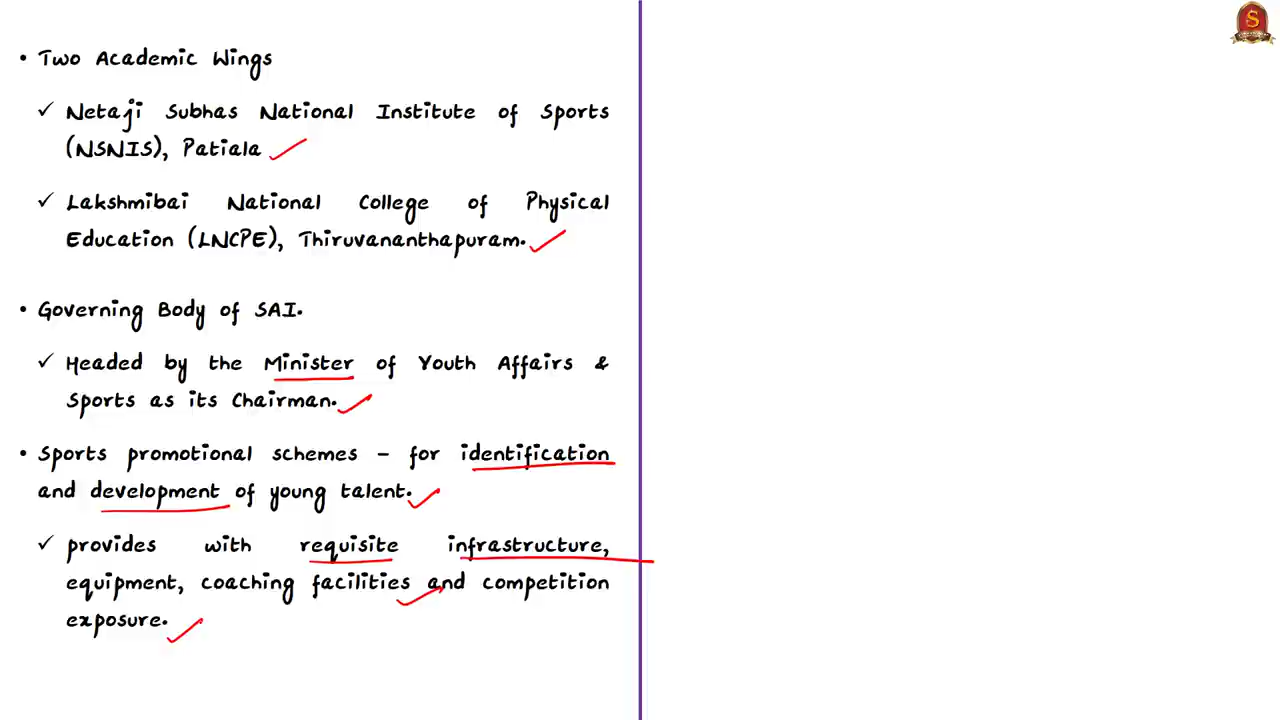 • Two Academic Wings
✓ Netaji Subhas National Institute of Sports
(NSNIS), Patiala
✓ Lakshmibai National College of Physical
Education (LNCPE), Thiruvananthapuram.
• Governing Body of SAI.
✓ Headed by the Minister of Youth Affairs &
Sports as its Chairman.
• Sports promotional schemes – for identification
and development of young talent.
✓ provides with requisite infrastructure,
equipment, coaching facilities and competition
exposure.
S